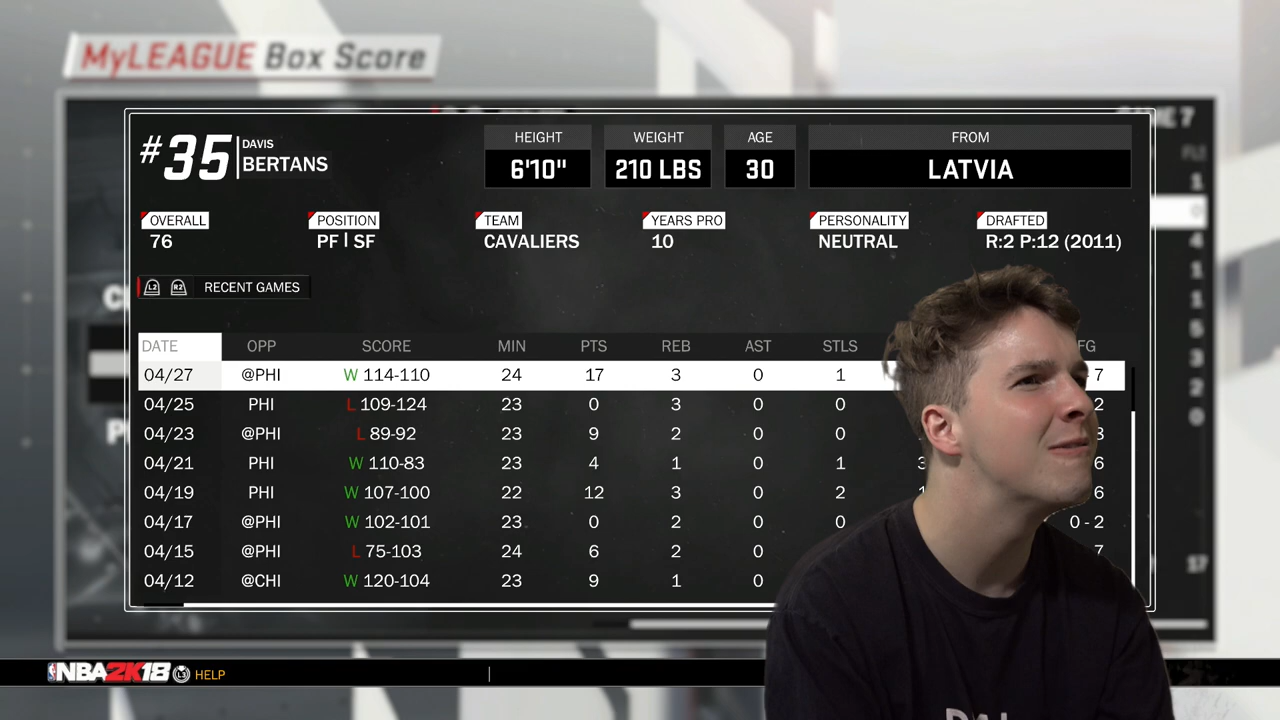 MyLEAGUE Box Score
#35 DAVIS BERTANS
HEIGHT WEIGHT AGE FROM
6'10" 210 LBS 30 LATVIA
OVERALL POSITION TEAM YEARS PRO PERSONALITY DRAFTED
76 PF | SF CAVALIERS 10 NEUTRAL R:2 P:12 (2011)
L2 R2 RECENT GAMES
DATE OPP SCORE MIN PTS REB AST STLS FG
04/27 @PHI W 114-110 24 17 3 0 1 - 7
04/25 PHI L 109-124 23 0 3 0 0 2
04/23 @PHI L 89-92 23 9 2 0 0
04/21 PHI W 110-83 23 4 1 0 1 6
04/19 PHI W 107-100 22 12 3 0 2 6
04/17 @PHI W 102-101 23 0 2 0 0 0 - 2
04/15 @PHI L 75-103 24 6 2 0 7
04/12 @CHI W 120-104 23 9 1 0
NBA 2K18 HELP